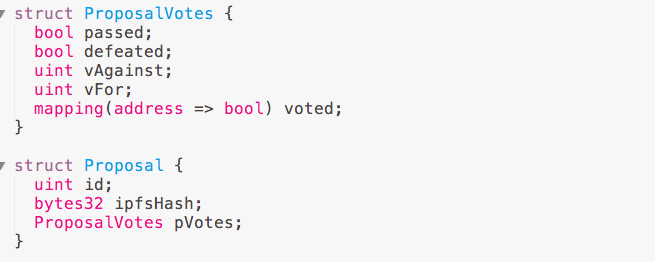 struct ProposalVotes {
bool passed;
bool defeated;
uint vAgainst;
uint vFor;
mapping(address => bool) voted;
}
struct Proposal {
uint id;
bytes32 ipfsHash;
ProposalVotes pVotes;
}